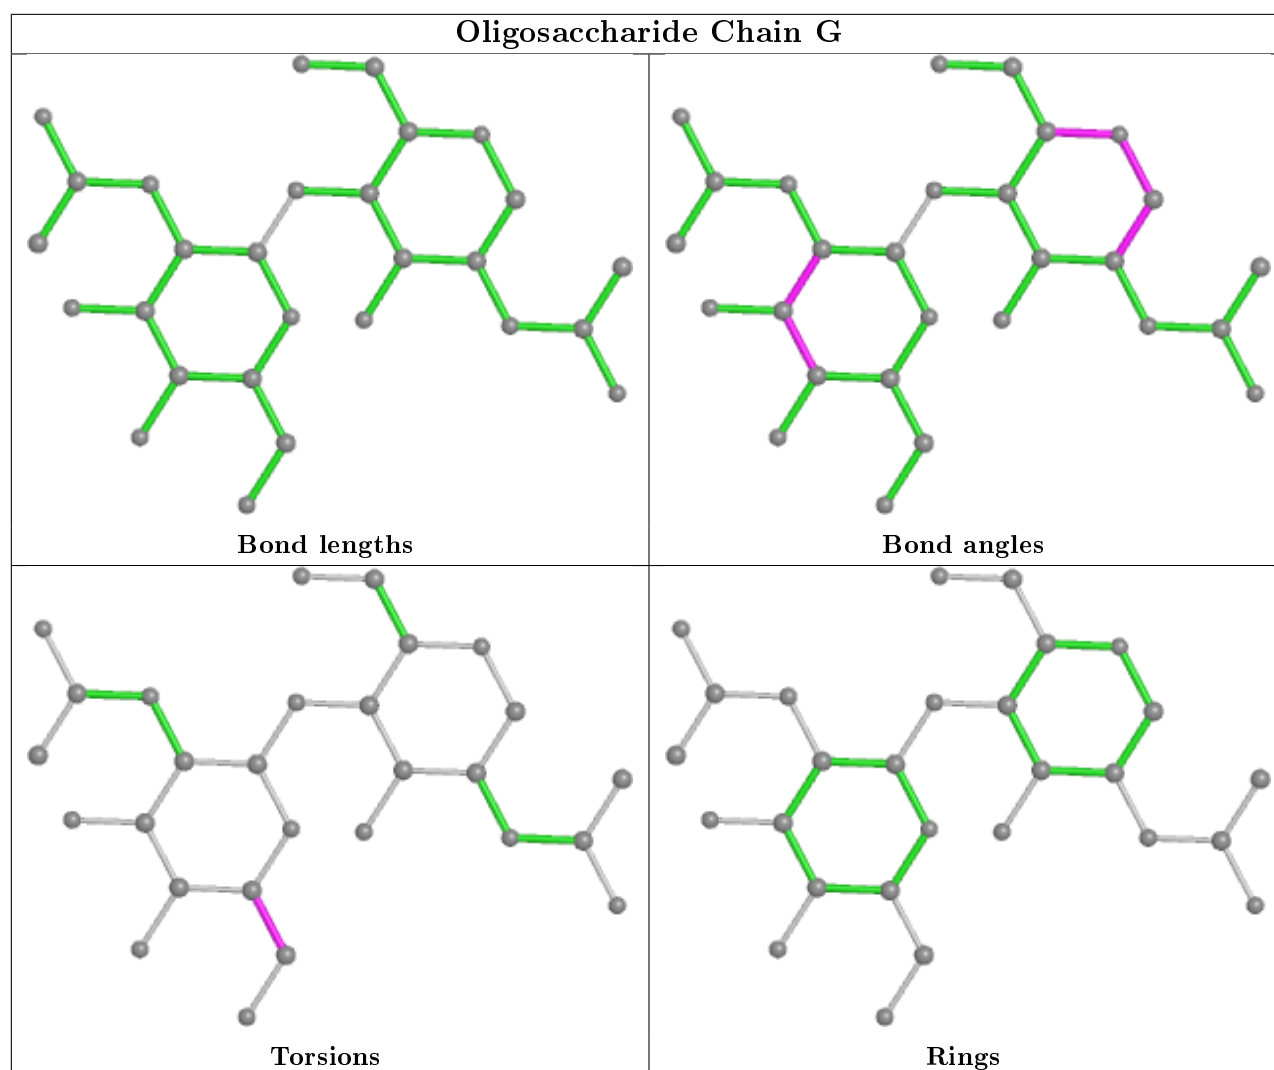 Oligosaccharide Chain G
Bond lengths
Bond angles
Torsions
Rings